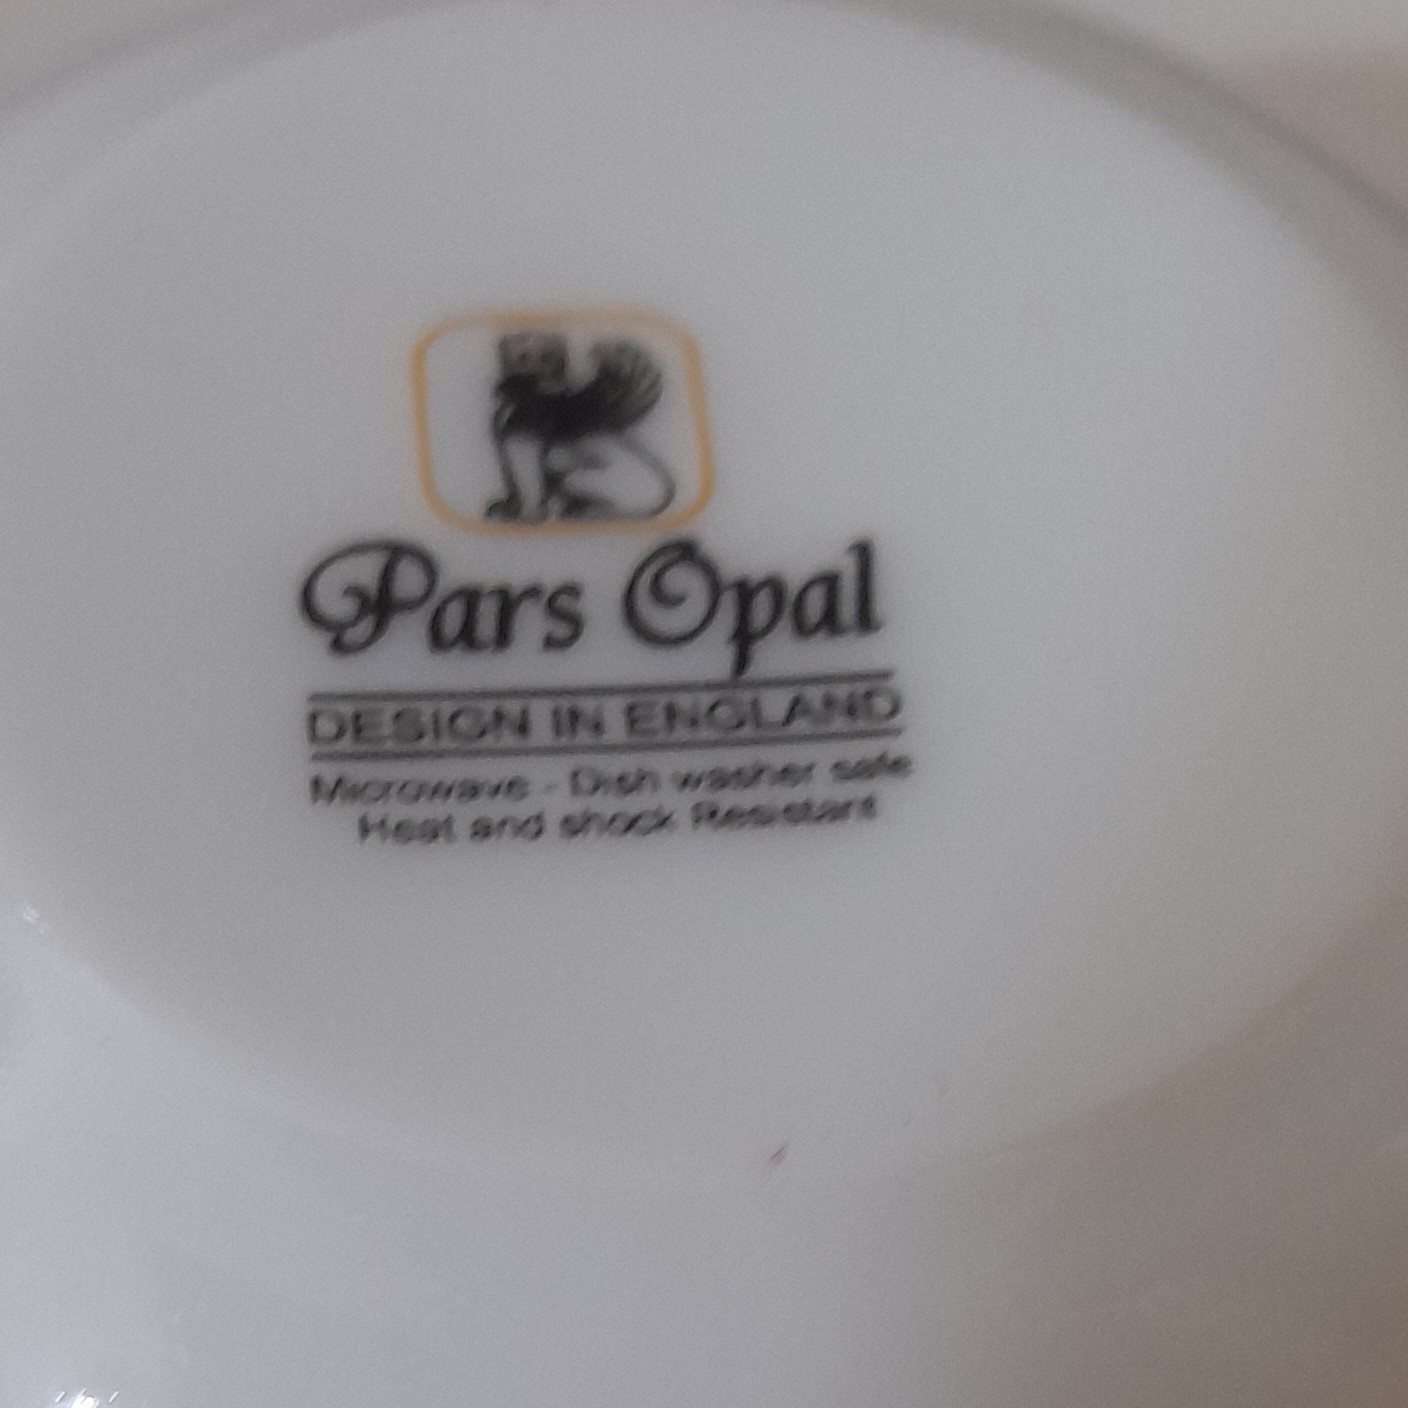 Pars Opal
DESIGN IN ENGLAND
Microwave - Dish washer safe
Heat and shock Resistant